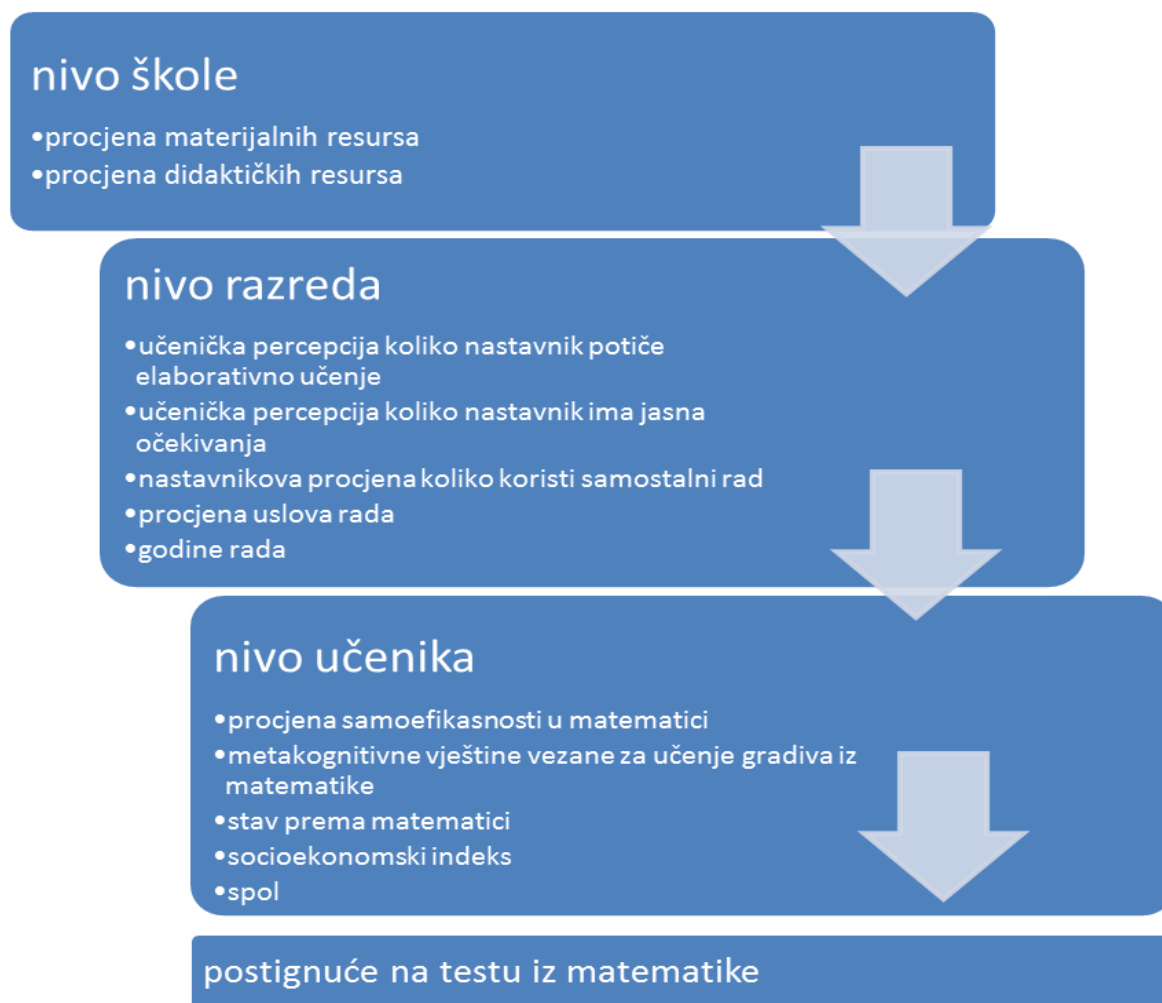 nivo škole
•procjena materijalnih resursa
•procjena didaktičkih resursa
nivo razreda
•učenička percepcija koliko nastavnik potiče
elaborativno učenje
•učenička percepcija koliko nastavnik ima jasna
očekivanja
•nastavnikova procjena koliko koristi samostalni rad
•procjena uslova rada
•godine rada
nivo učenika
•procjena samoefikasnosti u matematici
•metakognitivne vještine vezane za učenje gradiva iz
matematike
•stav prema matematici
•socioekonomski indeks
•spol
postignuće na testu iz matematike